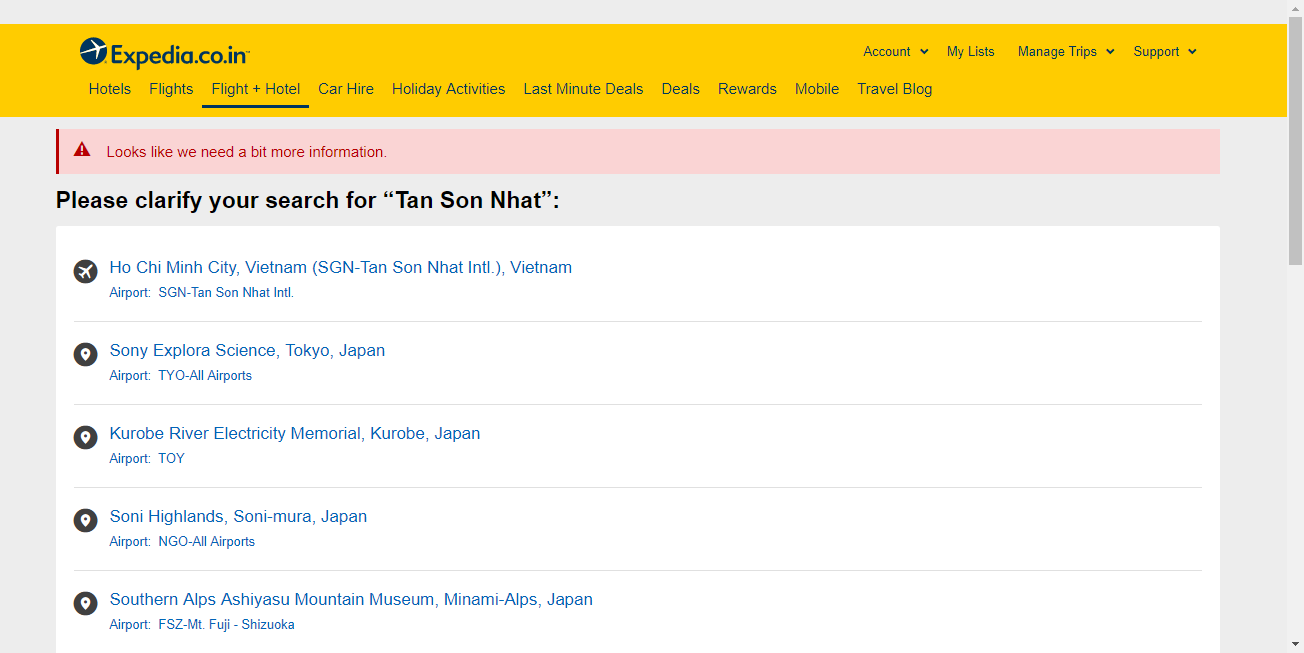 Expedia.co.in™
Account My Lists Manage Trips Support
Hotels Flights Flight + Hotel Car Hire Holiday Activities Last Minute Deals Deals Rewards Mobile Travel Blog
Looks like we need a bit more information.
Please clarify your search for “Tan Son Nhat”:
Ho Chi Minh City, Vietnam (SGN-Tan Son Nhat Intl.), Vietnam
Airport: SGN-Tan Son Nhat Intl.
Sony Explora Science, Tokyo, Japan
Airport: TYO-All Airports
Kurobe River Electricity Memorial, Kurobe, Japan
Airport: TOY
Soni Highlands, Soni-mura, Japan
Airport: NGO-All Airports
Southern Alps Ashiyasu Mountain Museum, Minami-Alps, Japan
Airport: FSZ-Mt. Fuji - Shizuoka